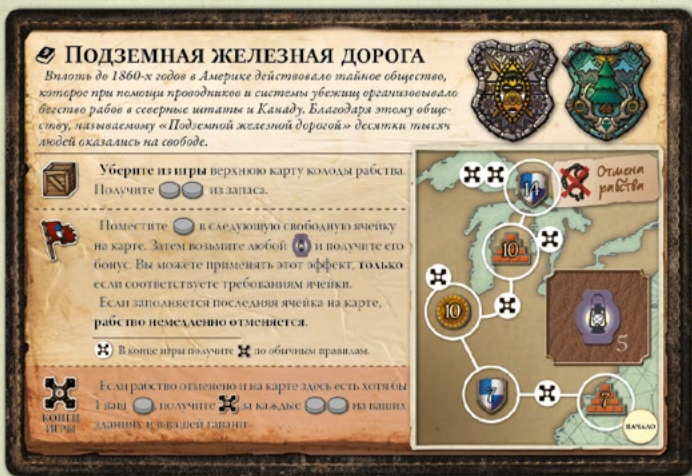 ПОДЗЕМНАЯ ЖЕЛЕЗНАЯ ДОРОГА
Вплоть до 1860-х годов в Америке действовало тайное общество,
которое при помощи проводников и системы убежищ организовывало
бегство рабов в северные штаты и Канаду. Благодаря этому обще-
ству, называемому «Подземной железной дорогой» десятки тысяч
людей оказались на свободе.
Уберите из игры верхнюю карту колоды рабства.
Получите из запаса.
Поместите в следующую свободную ячейку
на карте. Затем возьмите любой и получите его
бонус. Вы можете применять этот эффект, только
если соответствуете требованиям ячейки.
Если заполняется последняя ячейка на карте,
рабство немедленно отменяется.
В конце игры получите по обычным правилам.
КОНЕЦ
ИГРЫ
Если рабство отменено и на карте здесь есть хотя бы
1 ваш , получите за каждые на ваших
зданиях и в вашей гавани
14
Отмена
рабства
10
10
5
7
НАЧАЛО